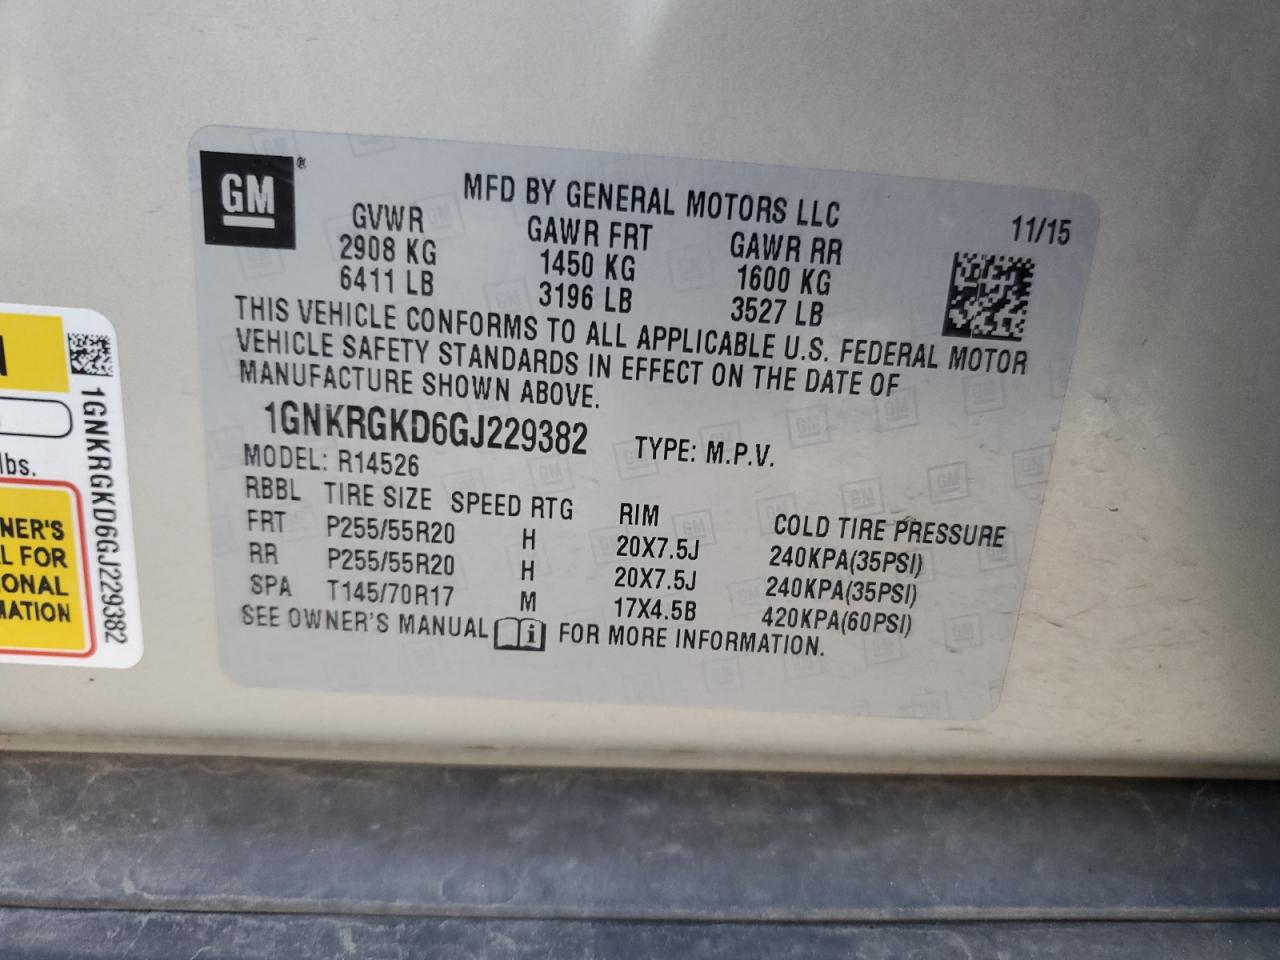 GM®
MFD BY GENERAL MOTORS LLC
11/15
GVWR GAWR FRT GAWR RR
2908 KG 1450 KG 1600 KG
6411 LB 3196 LB 3527 LB
THIS VEHICLE CONFORMS TO ALL APPLICABLE U.S. FEDERAL MOTOR
VEHICLE SAFETY STANDARDS IN EFFECT ON THE DATE OF
MANUFACTURE SHOWN ABOVE.
1GNKRGKD6GJ229382 TYPE: M.P.V.
MODEL: R14526
RBBL TIRE SIZE SPEED RTG RIM COLD TIRE PRESSURE
FRT P255/55R20 H 20X7.5J 240KPA(35PSI)
RR P255/55R20 H 20X7.5J 240KPA(35PSI)
SPA T145/70R17 M 17X4.5B 420KPA(60PSI)
SEE OWNER'S MANUAL i FOR MORE INFORMATION.
1GNKRGKD6GJ229382
lbs.
NER'S
L FOR
IONAL
MATION